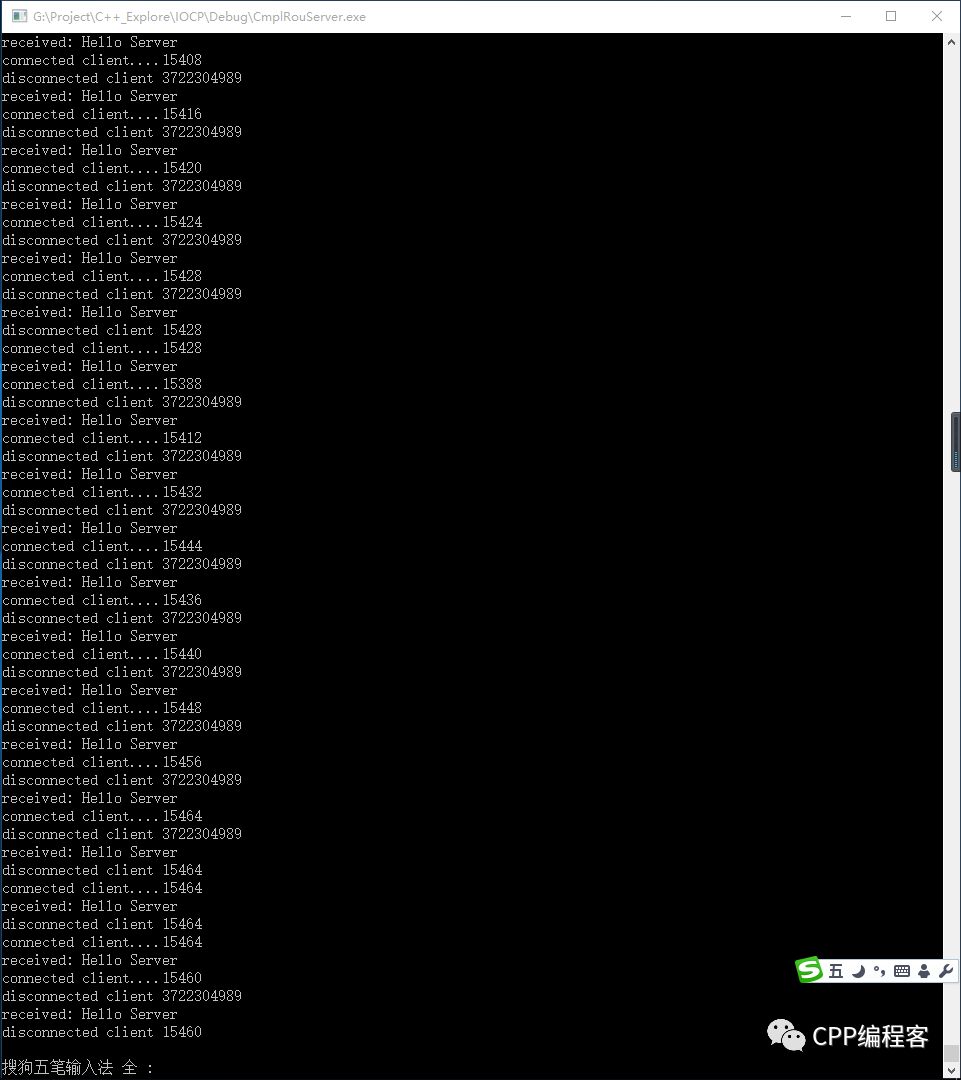 G:\Project\C++_Explore\IOCP\Debug\CmplRouServer.exe
received: Hello Server
connected client....15408
disconnected client 3722304989
received: Hello Server
connected client....15416
disconnected client 3722304989
received: Hello Server
connected client....15420
disconnected client 3722304989
received: Hello Server
connected client....15424
disconnected client 3722304989
received: Hello Server
connected client....15428
disconnected client 3722304989
received: Hello Server
disconnected client 15428
connected client....15428
received: Hello Server
connected client....15388
disconnected client 3722304989
received: Hello Server
connected client....15412
disconnected client 3722304989
received: Hello Server
connected client....15432
disconnected client 3722304989
received: Hello Server
connected client....15444
disconnected client 3722304989
received: Hello Server
connected client....15436
disconnected client 3722304989
received: Hello Server
connected client....15440
disconnected client 3722304989
received: Hello Server
connected client....15448
disconnected client 3722304989
received: Hello Server
connected client....15456
disconnected client 3722304989
received: Hello Server
connected client....15464
disconnected client 3722304989
received: Hello Server
disconnected client 15464
connected client....15464
received: Hello Server
disconnected client 15464
connected client....15464
received: Hello Server
connected client....15460
disconnected client 3722304989
received: Hello Server
disconnected client 15460
S 五
CPP编程客
搜狗五笔输入法 全 :